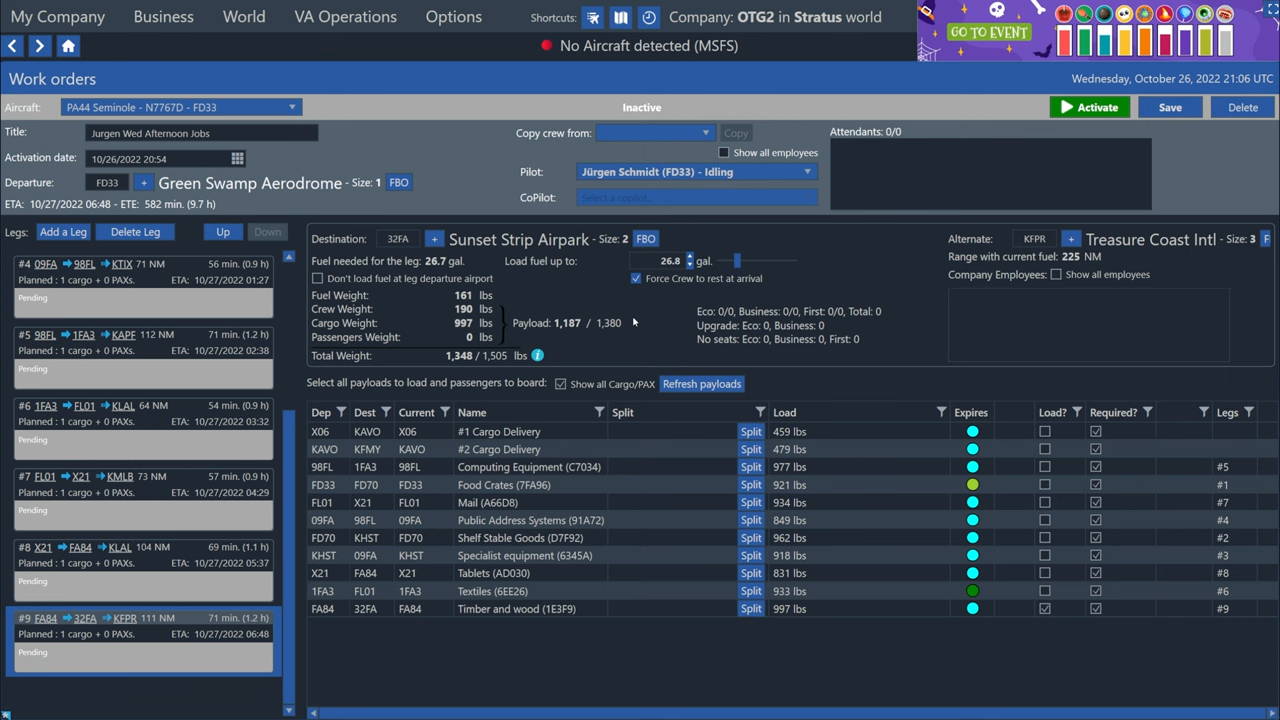 My Company Business World VA Operations Options Shortcuts: Company: OTG2 in Stratus world
GO TO EVENT
No Aircraft detected (MSFS)
Work orders
Wednesday, October 26, 2022 21:06 UTC
Aircraft: PA44 Seminole - N7767D - FD33 Inactive Activate Save Delete
Title: Jurgen Wed Afternoon Jobs Copy crew from: Copy Attendants: 0/0
Show all employees
Activation date: 10/26/2022 20:54
Pilot: Jürgen Schmidt (FD33) - Idling
Departure: FD33 + Green Swamp Aerodrome - Size: 1 FBO
CoPilot: Select a copilot...
ETA: 10/27/2022 06:48 - ETE: 582 min. (9.7 h)
Legs: Add a Leg Delete Leg Up Down
#4 09FA 98FL KTIX 71 NM 56 min. (0.9 h)
Planned : 1 cargo + 0 PAXs. ETA: 10/27/2022 01:27
Pending
#5 98FL 1FA3 KAPF 112 NM 71 min. (1.2 h)
Planned : 1 cargo + 0 PAXs. ETA: 10/27/2022 02:38
Pending
#6 1FA3 FL01 KLAL 64 NM 54 min. (0.9 h)
Planned : 1 cargo + 0 PAXs. ETA: 10/27/2022 03:32
Pending
#7 FL01 X21 KMLB 73 NM 57 min. (0.9 h)
Planned : 1 cargo + 0 PAXs. ETA: 10/27/2022 04:29
Pending
#8 X21 FA84 KLAL 104 NM 69 min. (1.1 h)
Planned : 1 cargo + 0 PAXs. ETA: 10/27/2022 05:37
Pending
#9 FA84 32FA KFPR 111 NM 71 min. (1.2 h)
Planned : 1 cargo + 0 PAXs. ETA: 10/27/2022 06:48
Pending
Destination: 32FA + Sunset Strip Airpark - Size: 2 FBO
Alternate: KFPR + Treasure Coast Intl - Size: 3 F
Fuel needed for the leg: 26.7 gal. Load fuel up to: 26.8 gal.
Range with current fuel: 225 NM
Don't load fuel at leg departure airport Force Crew to rest at arrival
Company Employees: Show all employees
Fuel Weight: 161 lbs
Crew Weight: 190 lbs
Cargo Weight: 997 lbs Payload: 1,187 / 1,380
Passengers Weight: 0 lbs
Total Weight: 1,348 / 1,505 lbs
Eco: 0/0, Business: 0/0, First: 0/0, Total: 0
Upgrade: Eco: 0, Business: 0
No seats: Eco: 0, Business: 0, First: 0
Select all payloads to load and passengers to board: Show all Cargo/PAX Refresh payloads
Dep Dest Current Name Split Load Expires Load? Required? Legs
X06 KAVO X06 #1 Cargo Delivery Split 459 lbs
KAVO KFMY KAVO #2 Cargo Delivery Split 479 lbs
98FL 1FA3 98FL Computing Equipment (C7034) Split 977 lbs #5
FD33 FD70 FD33 Food Crates (7FA96) Split 921 lbs #1
FL01 X21 FL01 Mail (A66D8) Split 934 lbs #7
09FA 98FL 09FA Public Address Systems (91A72) Split 849 lbs #4
FD70 KHST FD70 Shelf Stable Goods (D7F92) Split 962 lbs #2
KHST 09FA KHST Specialist equipment (6345A) Split 918 lbs #3
X21 FA84 X21 Tablets (AD030) Split 831 lbs #8
1FA3 FL01 1FA3 Textiles (6EE26) Split 933 lbs #6
FA84 32FA FA84 Timber and wood (1E3F9) Split 997 lbs #9